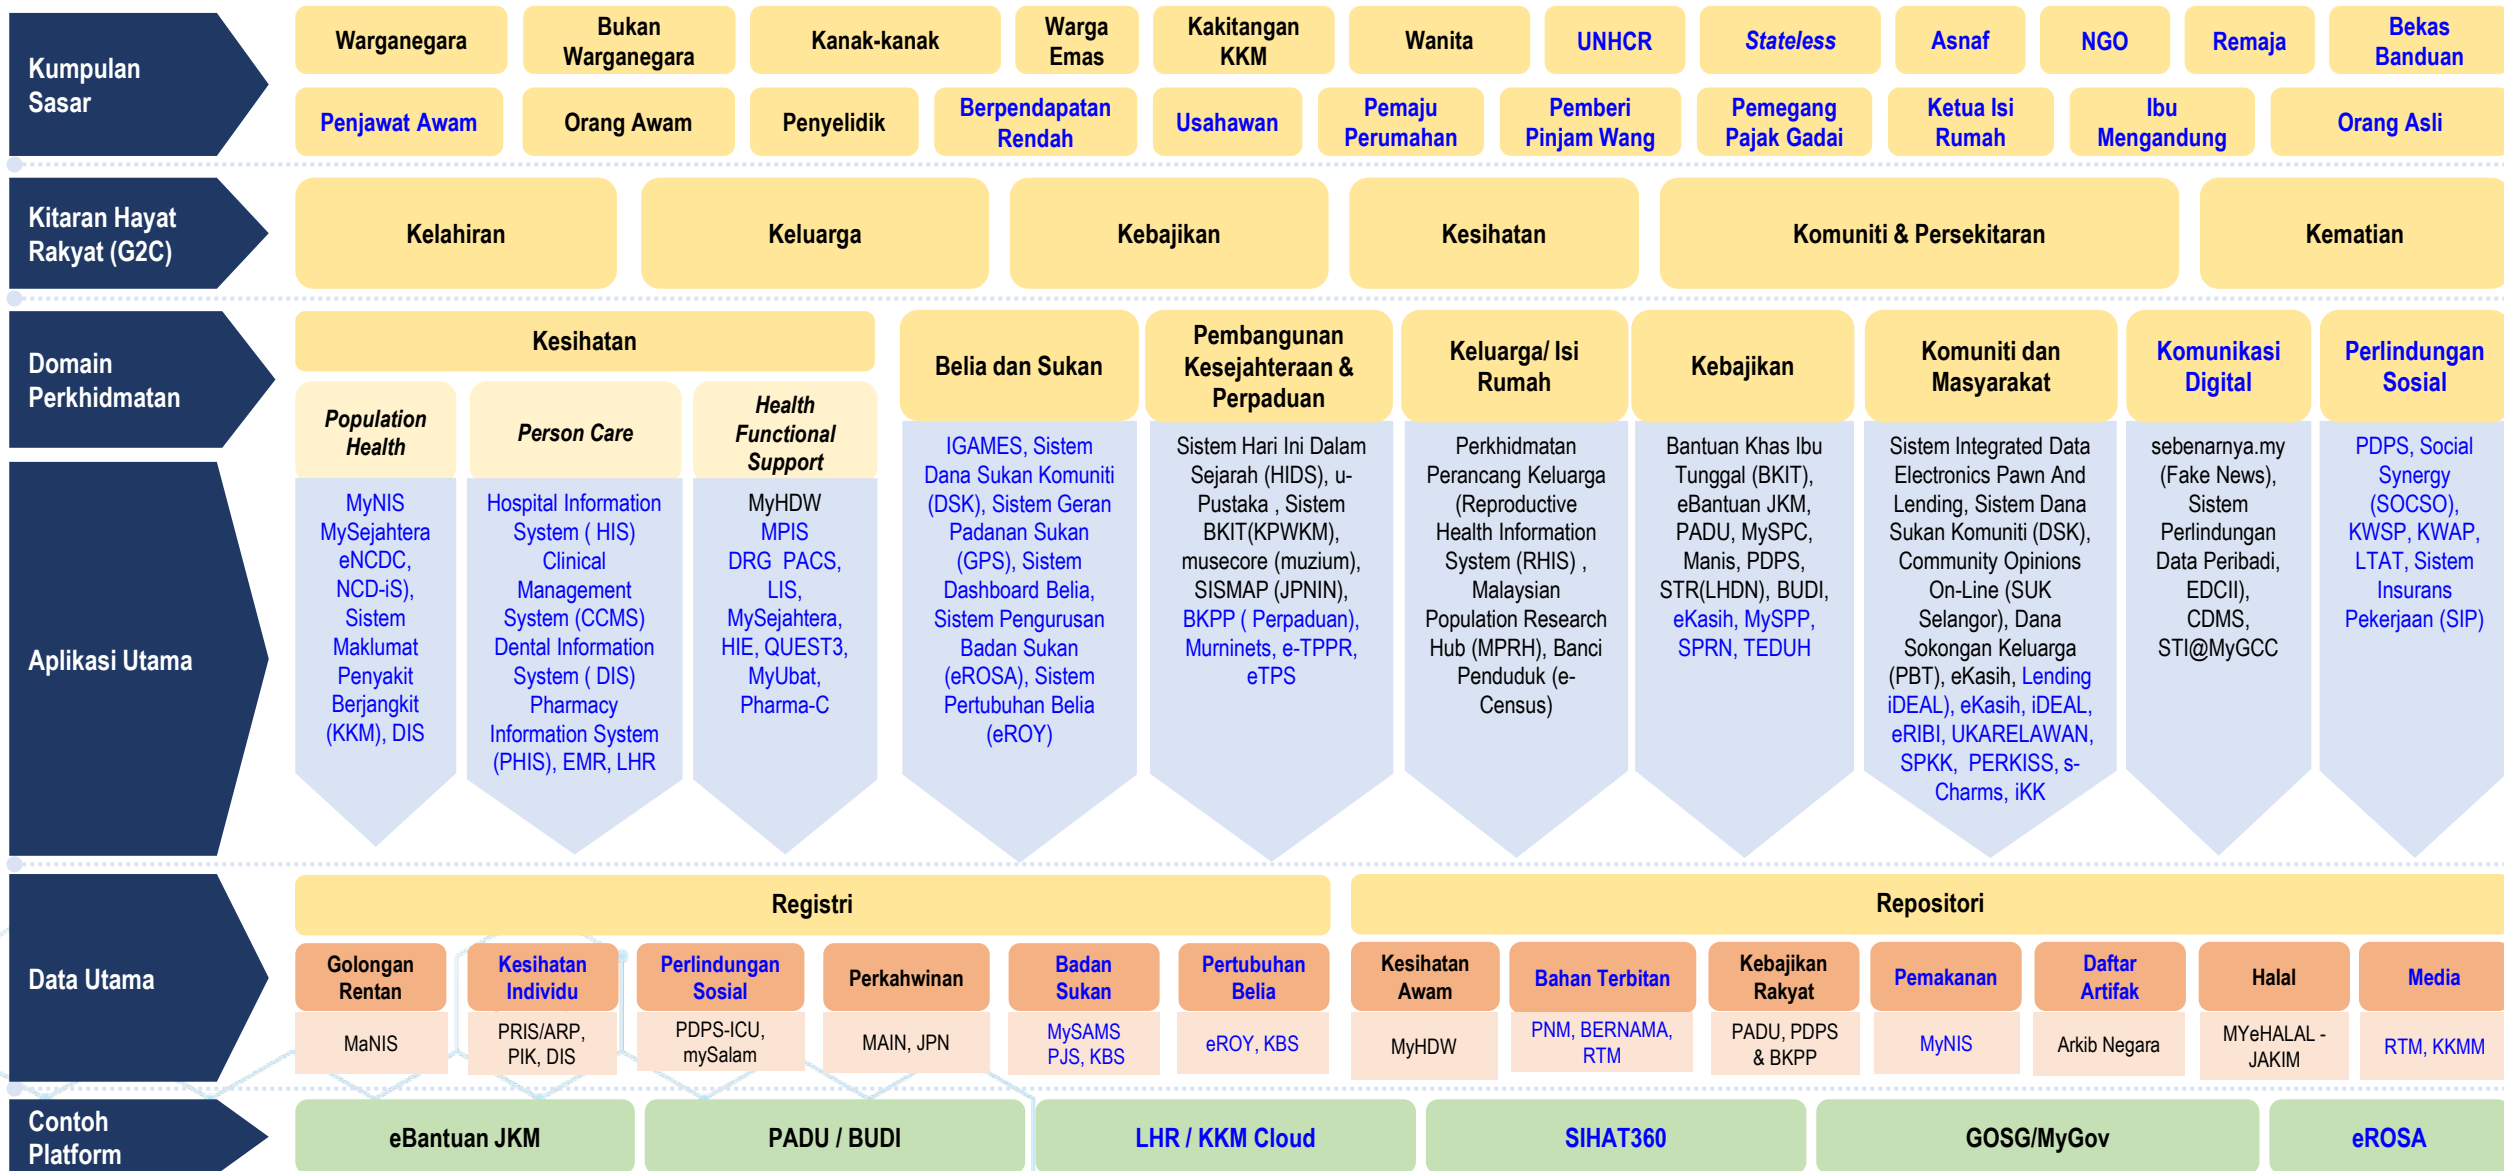 Kumpulan
Sasar
Warganegara
Bukan
Warganegara
Kanak-kanak
Warga
Emas
Kakitangan
KKM
Wanita
UNHCR
Stateless
Asnaf
NGO
Remaja
Bekas
Banduan
Penjawat Awam
Orang Awam
Penyelidik
Berpendapatan
Rendah
Usahawan
Pemaju
Perumahan
Pemberi
Pinjam Wang
Pemegang
Pajak Gadai
Ketua Isi
Rumah
Ibu
Mengandung
Orang Asli
Kitaran Hayat
Rakyat (G2C)
Kelahiran
Keluarga
Kebajikan
Kesihatan
Komuniti & Persekitaran
Kematian
Domain
Perkhidmatan
Kesihatan
Population
Health
Person Care
Health
Functional
Support
Belia dan Sukan
Pembangunan
Kesejahteraan &
Perpaduan
Keluarga/ Isi
Rumah
Kebajikan
Komuniti dan
Masyarakat
Komunikasi
Digital
Perlindungan
Sosial
Aplikasi Utama
MyNIS
MySejahtera
eNCDC,
NCD-iS),
Sistem
Maklumat
Penyakit
Berjangkit
(KKM), DIS
Hospital Information
System ( HIS)
Clinical
Management
System (CCMS)
Dental Information
System ( DIS)
Pharmacy
Information System
(PHIS), EMR, LHR
MyHDW
MPIS
DRG  PACS,
LIS,
MySejahtera,
HIE, QUEST3,
MyUbat,
Pharma-C
IGAMES, Sistem
Dana Sukan Komuniti
(DSK), Sistem Geran
Padanan Sukan
(GPS), Sistem
Dashboard Belia,
Sistem Pengurusan
Badan Sukan
(eROSA), Sistem
Pertubuhan Belia
(eROY)
Sistem Hari Ini Dalam
Sejarah (HIDS), u-
Pustaka , Sistem
BKIT(KPWKM),
musecore (muzium),
SISMAP (JPNIN),
BKPP ( Perpaduan),
Murninets, e-TPPR,
eTPS
Perkhidmatan
Perancang Keluarga
(Reproductive
Health Information
System (RHIS) ,
Malaysian
Population Research
Hub (MPRH), Banci
Penduduk (e-
Census)
Bantuan Khas Ibu
Tunggal (BKIT),
eBantuan JKM,
PADU, MySPC,
Manis, PDPS,
STR(LHDN), BUDI,
eKasih, MySPP,
SPRN, TEDUH
Sistem Integrated Data
Electronics Pawn And
Lending, Sistem Dana
Sukan Komuniti (DSK),
Community Opinions
On-Line (SUK
Selangor), Dana
Sokongan Keluarga
(PBT), eKasih, Lending
iDEAL), eKasih, iDEAL,
eRIBI, UKARELAWAN,
SPKK,  PERKISS, s-
Charms, iKK
sebenarnya.my
(Fake News),
Sistem
Perlindungan
Data Peribadi,
EDCII),
CDMS,
STI@MyGCC
PDPS, Social
Synergy
(SOCSO),
KWSP, KWAP,
LTAT, Sistem
Insurans
Pekerjaan (SIP)
Data Utama
Registri
Repositori
Golongan
Rentan
Kesihatan
Individu
Perlindungan
Sosial
Perkahwinan
Badan
Sukan
Pertubuhan
Belia
Kesihatan
Awam
Bahan Terbitan
Kebajikan
Rakyat
Pemakanan
Daftar
Artifak
Halal
Media
MaNIS
PRIS/ARP,
PIK, DIS
PDPS-ICU,
mySalam
MAIN, JPN
MySAMS
PJS, KBS
eROY, KBS
MyHDW
PNM, BERNAMA,
RTM
PADU, PDPS
& BKPP
MyNIS
Arkib Negara
MYeHALAL -
JAKIM
RTM, KKMM
Contoh
Platform
eBantuan JKM
PADU / BUDI
LHR / KKM Cloud
SIHAT360
GOSG/MyGov
eROSA